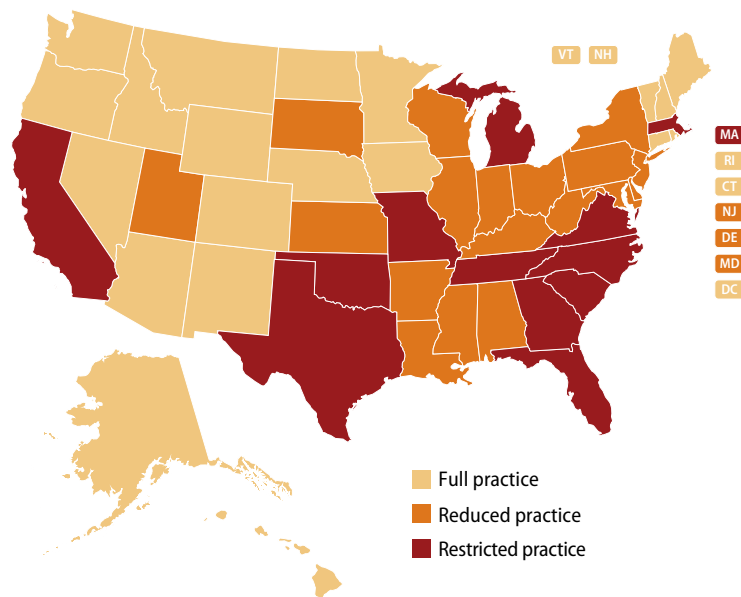 VT NH
MA
RI
CT
NJ
DE
MD
DC
Full practice
Reduced practice
Restricted practice